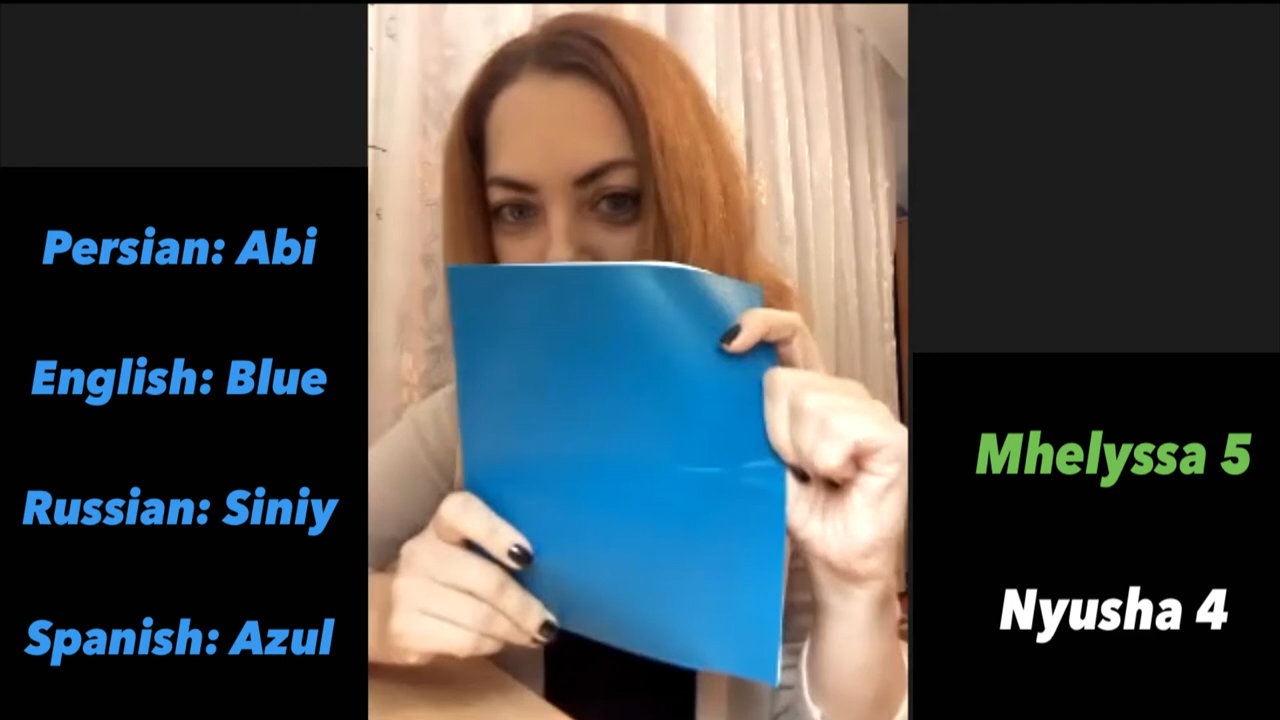 Persian: Abi
English: Blue
Russian: Siniy
Spanish: Azul
Mhelyssa 5
Nyusha 4